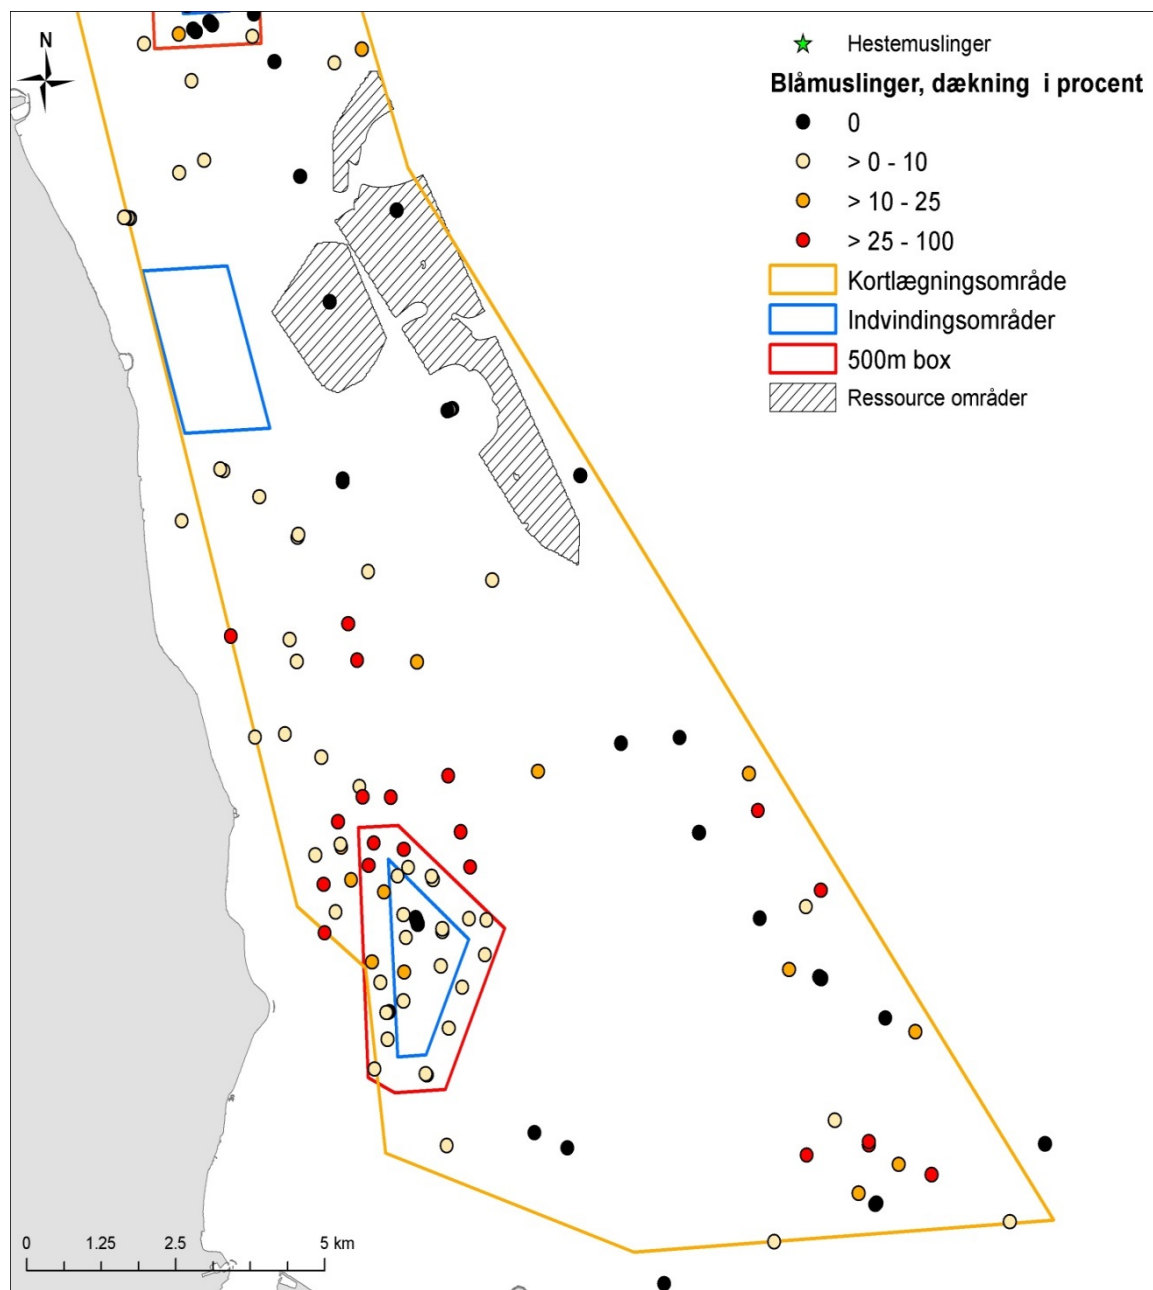 N
Hestemuslinger
Blåmuslinger, dækning i procent
0
> 0 - 10
> 10 - 25
> 25 - 100
Kortlægningsområde
Indvindingsområder
500m box
Ressource områder
0 1.25 2.5 5 km